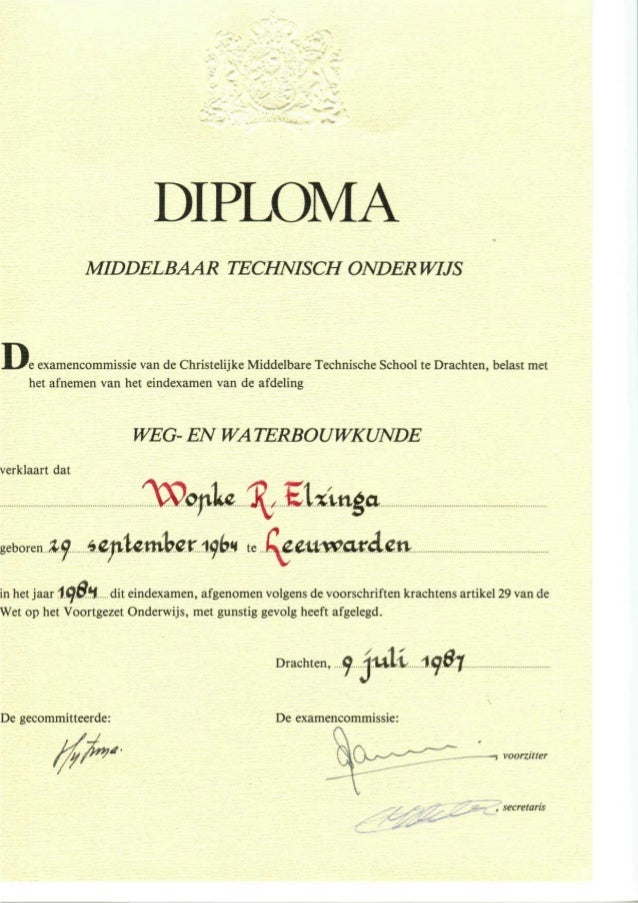 DIPLOMA
MIDDELBAAR TECHNISCH ONDERWIJS
De examencommissie van de Christelijke Middelbare Technische School te Drachten, belast met
het afnemen van het eindexamen van de afdeling
WEG- EN WATERBOUWKUNDE
verklaart dat
Wopke R. Elzinga
geboren 29 september 1964 te Leeuwarden
in het jaar 1984 dit eindexamen, afgenomen volgens de voorschriften krachtens artikel 29 van de
Wet op het Voortgezet Onderwijs, met gunstig gevolg heeft afgelegd.
Drachten, 9 juli 1987
De gecommitteerde: De examencommissie:
, voorzitter
, secretaris